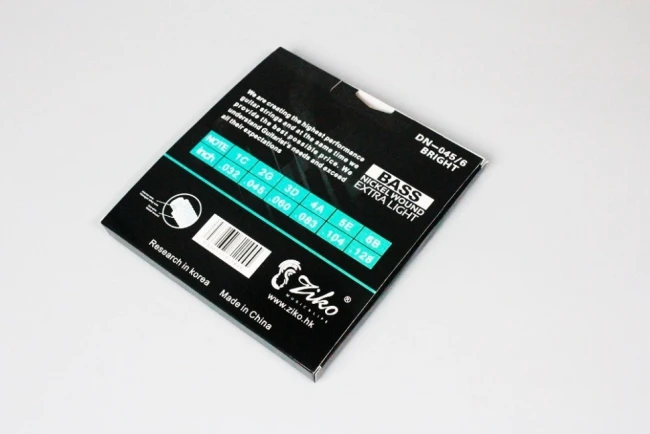 DN-045/6
BRIGHT
BASS
NICKEL WOUND
EXTRA LIGHT
We are creating the highest performance
guitar strings and at the same time we
provide the best possible price. We
understand Guitarist's needs and exceed
all their expectations
NOTE 1C 2G 3D 4A 5E 6B
inch .032 .045 .060 .083 .104 .128
Ziko ®
MUSICALISE
www.ziko.hk
Research in korea
Made in China